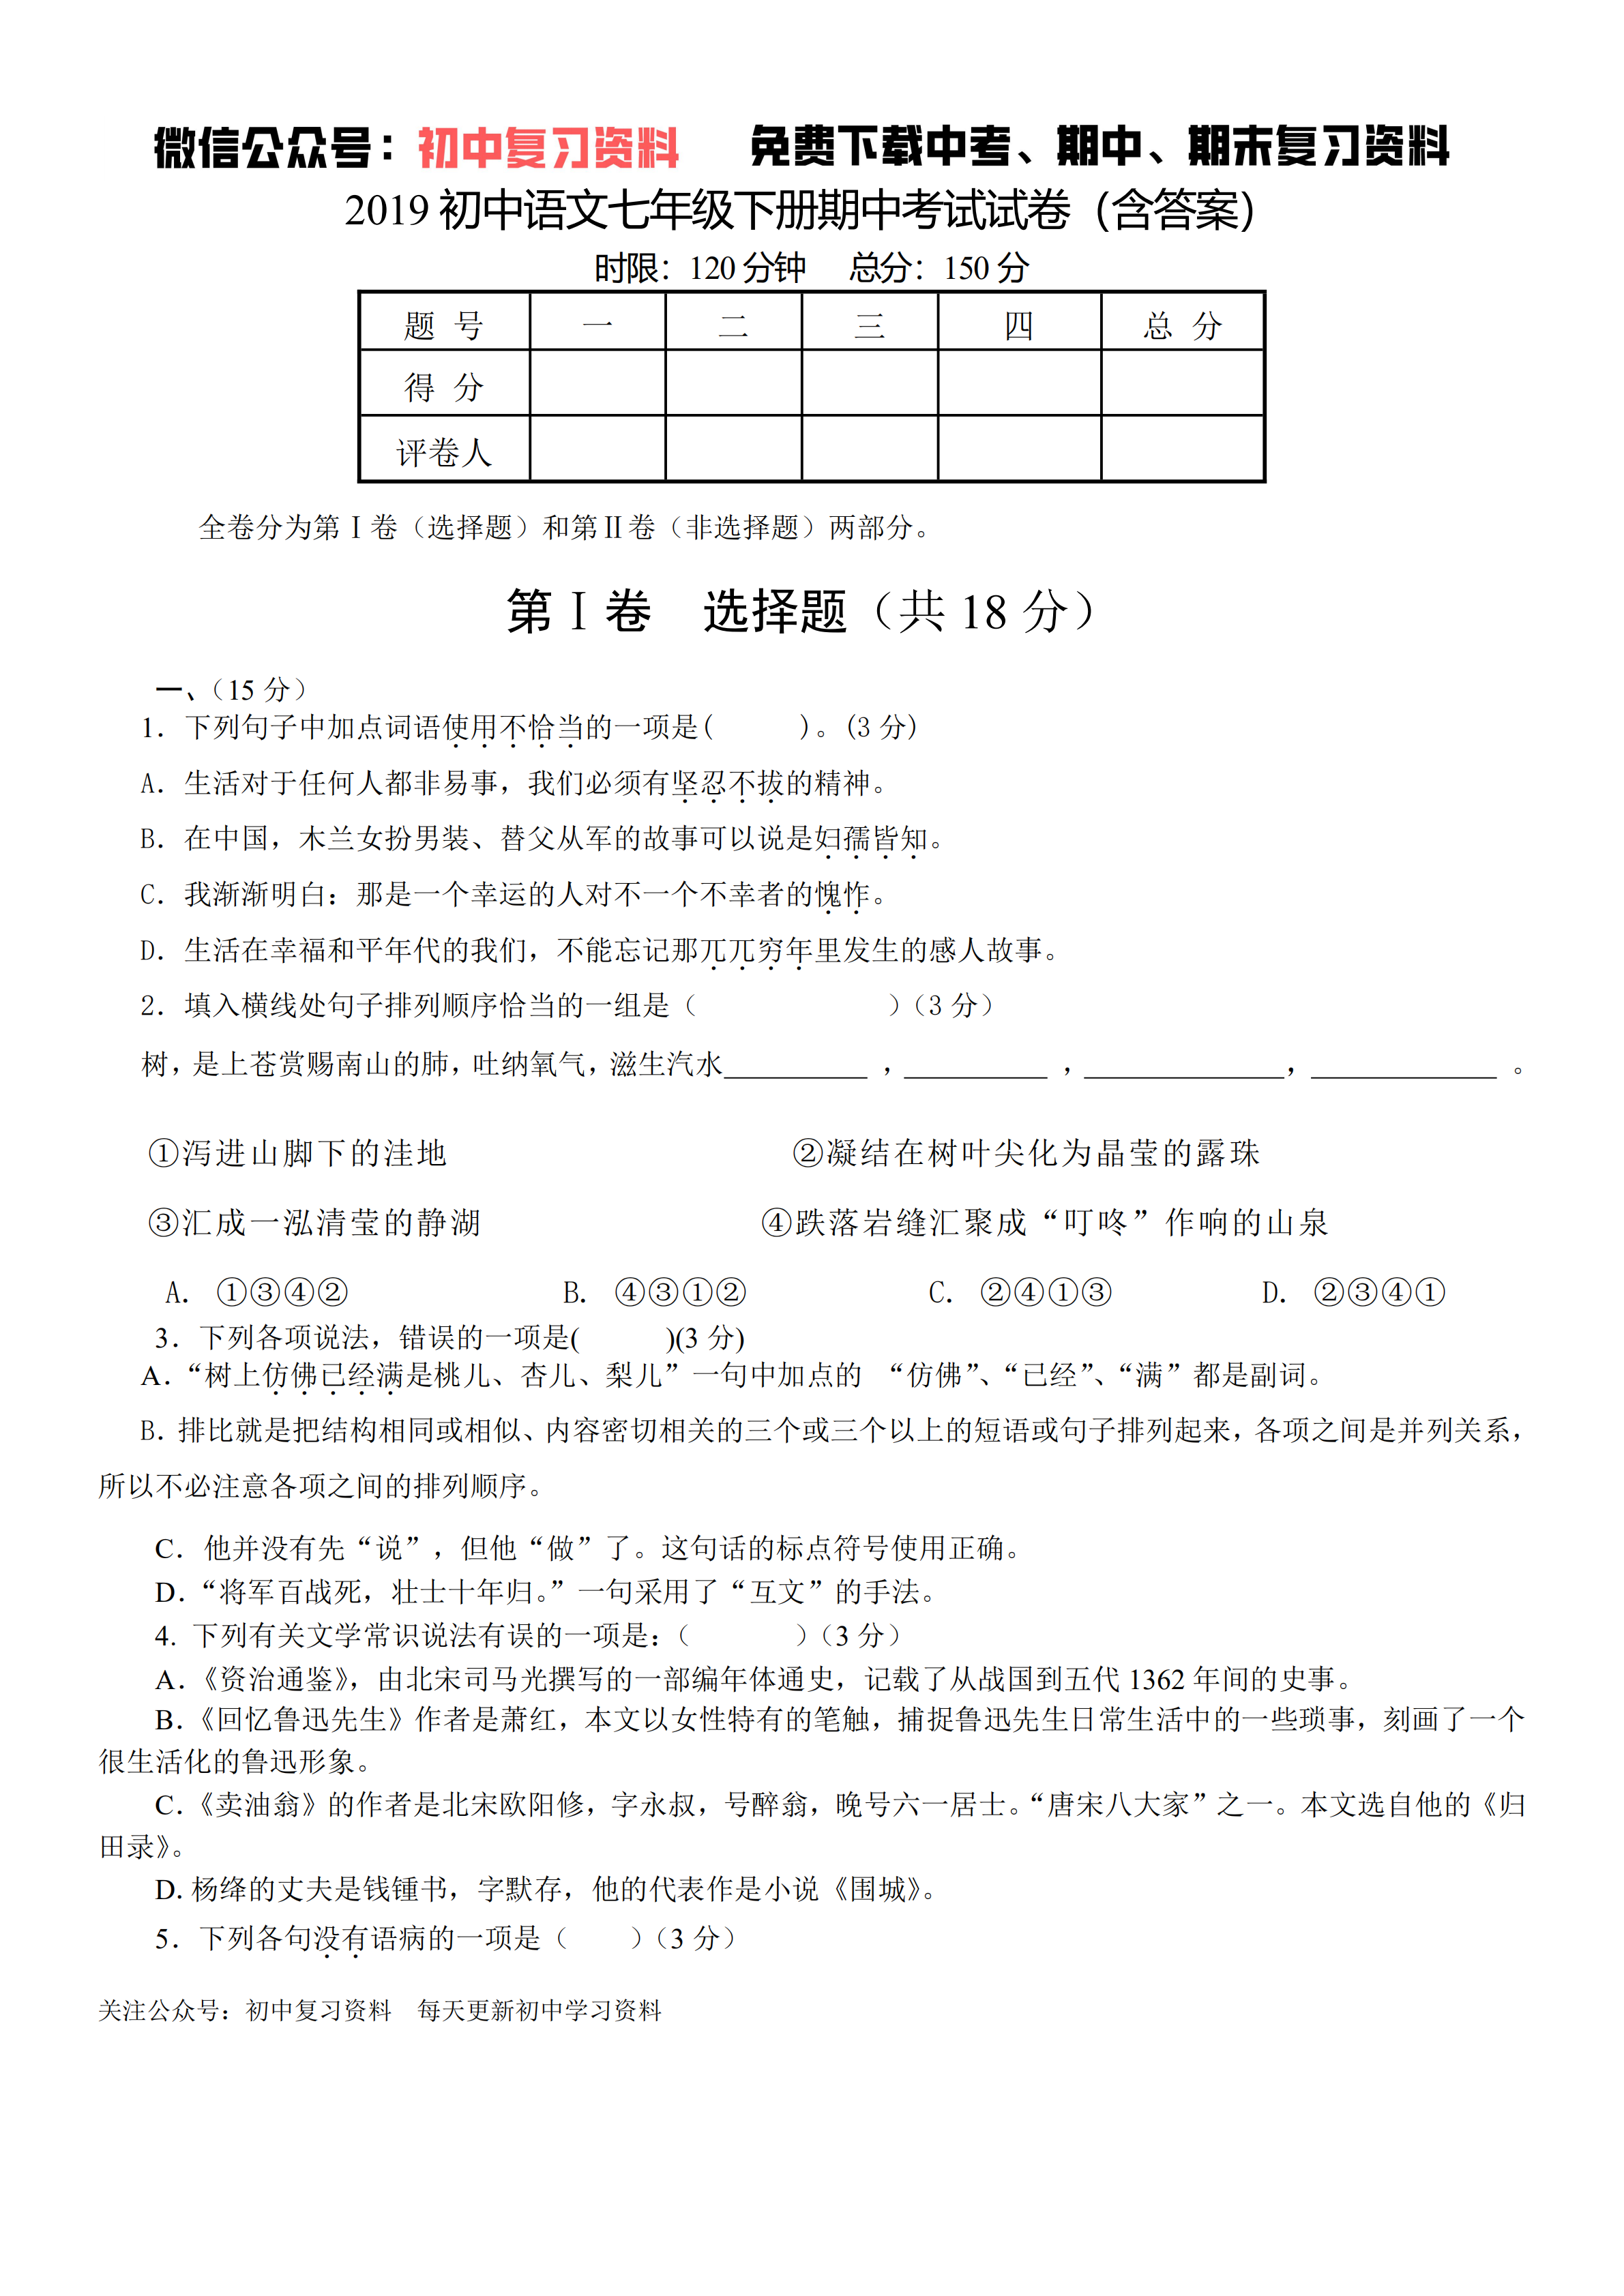 微信公众号：初中复习资料 免费下载中考、期中、期末复习资料
2019 初中语文七年级下册期中考试试卷（含答案）
时限：120 分钟 总分：150 分
题 号 一 二 三 四 总 分
得 分
评卷人
全卷分为第Ⅰ卷（选择题）和第Ⅱ卷（非选择题）两部分。
第Ⅰ卷 选择题（共 18 分）
一、（15 分）
1. 下列句子中加点词语使用不恰当的一项是( )。(3 分)
A. 生活对于任何人都非易事，我们必须有坚忍不拔的精神。
B. 在中国，木兰女扮男装、替父从军的故事可以说是妇孺皆知。
C. 我渐渐明白：那是一个幸运的人对不一个不幸者的愧怍。
D. 生活在幸福和平年代的我们，不能忘记那兀兀穷年里发生的感人故事。
2. 填入横线处句子排列顺序恰当的一组是（ ）（3 分）
树，是上苍赏赐南山的肺，吐纳氧气，滋生汽水__________ ，__________ ，______________，_____________ 。
①泻进山脚下的洼地 ②凝结在树叶尖化为晶莹的露珠
③汇成一泓清莹的静湖 ④跌落岩缝汇聚成“叮咚”作响的山泉
A. ①③④② B. ④③①② C. ②④①③ D. ②③④①
3. 下列各项说法，错误的一项是( )(3 分)
A.“树上仿佛已经满是桃儿、杏儿、梨儿”一句中加点的 “仿佛”、“已经”、“满”都是副词。
B. 排比就是把结构相同或相似、内容密切相关的三个或三个以上的短语或句子排列起来，各项之间是并列关系，
所以不必注意各项之间的排列顺序。
C. 他并没有先“说”，但他“做”了。这句话的标点符号使用正确。
D.“将军百战死，壮士十年归。”一句采用了“互文”的手法。
4. 下列有关文学常识说法有误的一项是：（ ）（3 分）
A.《资治通鉴》，由北宋司马光撰写的一部编年体通史，记载了从战国到五代 1362 年间的史事。
B.《回忆鲁迅先生》作者是萧红，本文以女性特有的笔触，捕捉鲁迅先生日常生活中的一些琐事，刻画了一个
很生活化的鲁迅形象。
C.《卖油翁》的作者是北宋欧阳修，字永叔，号醉翁，晚号六一居士。“唐宋八大家”之一。本文选自他的《归
田录》。
D. 杨绛的丈夫是钱锺书，字默存，他的代表作是小说《围城》。
5. 下列各句没有语病的一项是（ ）（3 分）
关注公众号：初中复习资料 每天更新初中学习资料